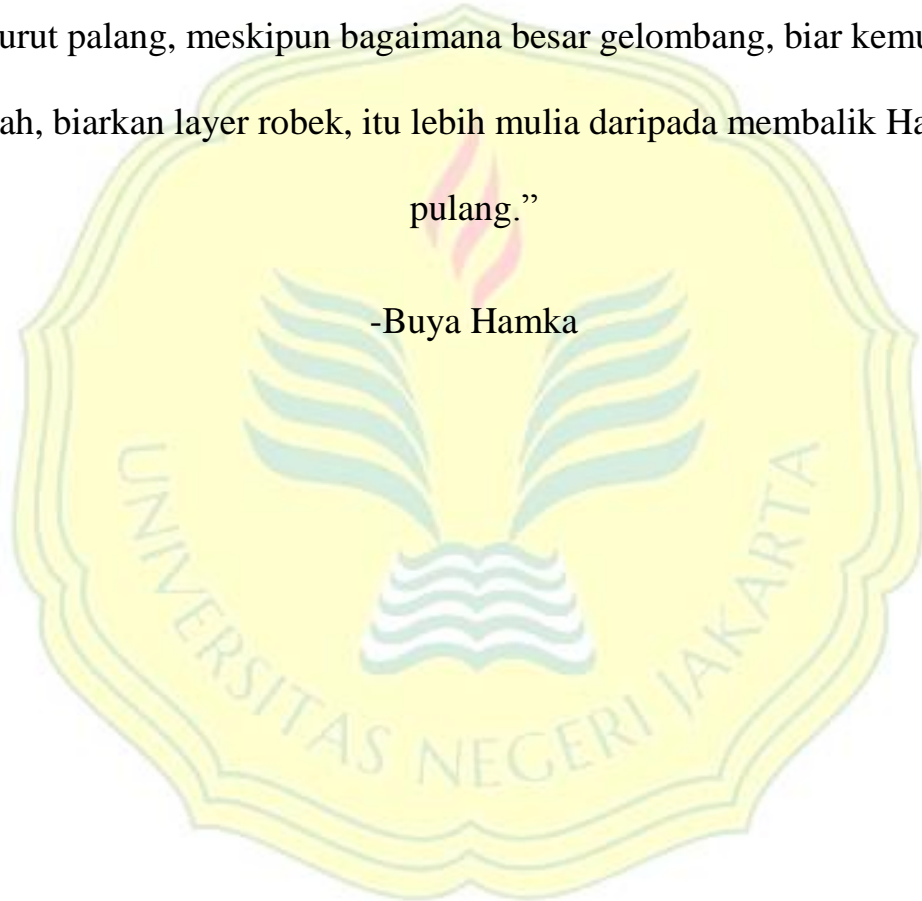 urut palang, meskipun bagaimana besar gelombang, biar kemu
ah, biarkan layer robek, itu lebih mulia daripada membalik Ha
pulang.”
-Buya Hamka
UNIVERSITAS NEGERI JAKARTA